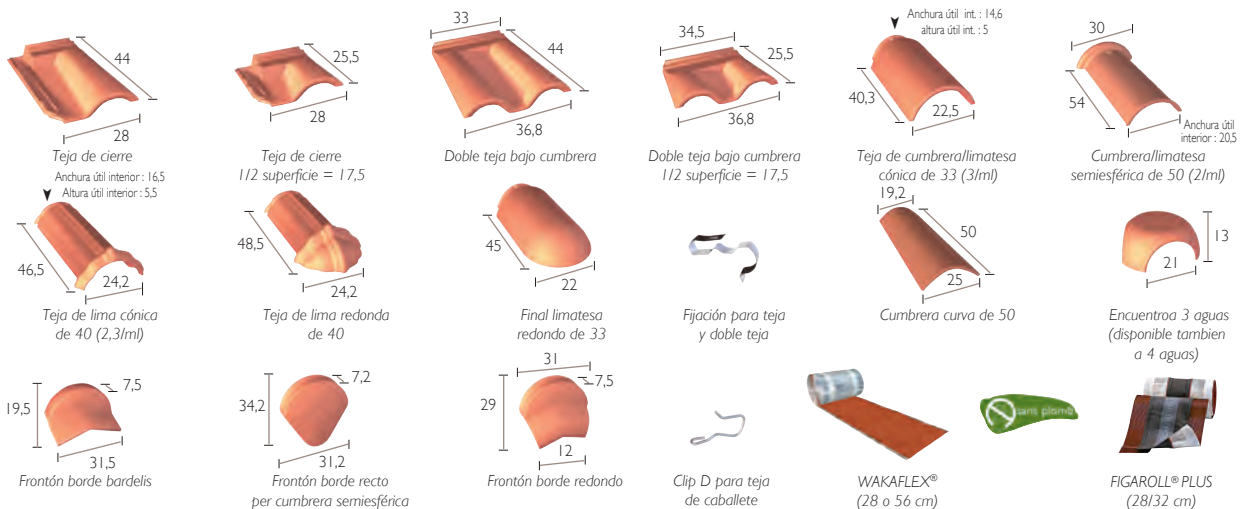 44
28
Teja de cierre
25,5
28
Teja de cierre
1/2 superficie = 17,5
33
44
36,8
Doble teja bajo cumbrera
34,5
25,5
36,8
Doble teja bajo cumbrera
1/2 superficie = 17,5
Anchura útil int. : 14,6
altura útil int. : 5
40,3
22,5
Teja de cumbrera/limatesa
cónica de 33 (3/ml)
30
54
Anchura útil
interior : 20,5
Cumbrera/limatesa
semiesférica de 50 (2/ml)
Anchura útil interior : 16,5
Altura útil interior : 5,5
46,5
24,2
Teja de lima cónica
de 40 (2,3/ml)
48,5
24,2
Teja de lima redonda
de 40
45
22
Final limatesa
redondo de 33
Fijación para teja
y doble teja
19,2
50
25
Cumbrera curva de 50
13
21
Encuentroa 3 aguas
(disponible tambien
a 4 aguas)
19,5
7,5
31,5
Frontón borde bardelis
34,2
7,2
31,2
Frontón borde recto
per cumbrera semiesférica
31
29
7,5
12
Frontón borde redondo
Clip D para teja
de caballete
WAKAFLEX®
(28 o 56 cm)
sans plomb
FIGAROLL® PLUS
(28/32 cm)